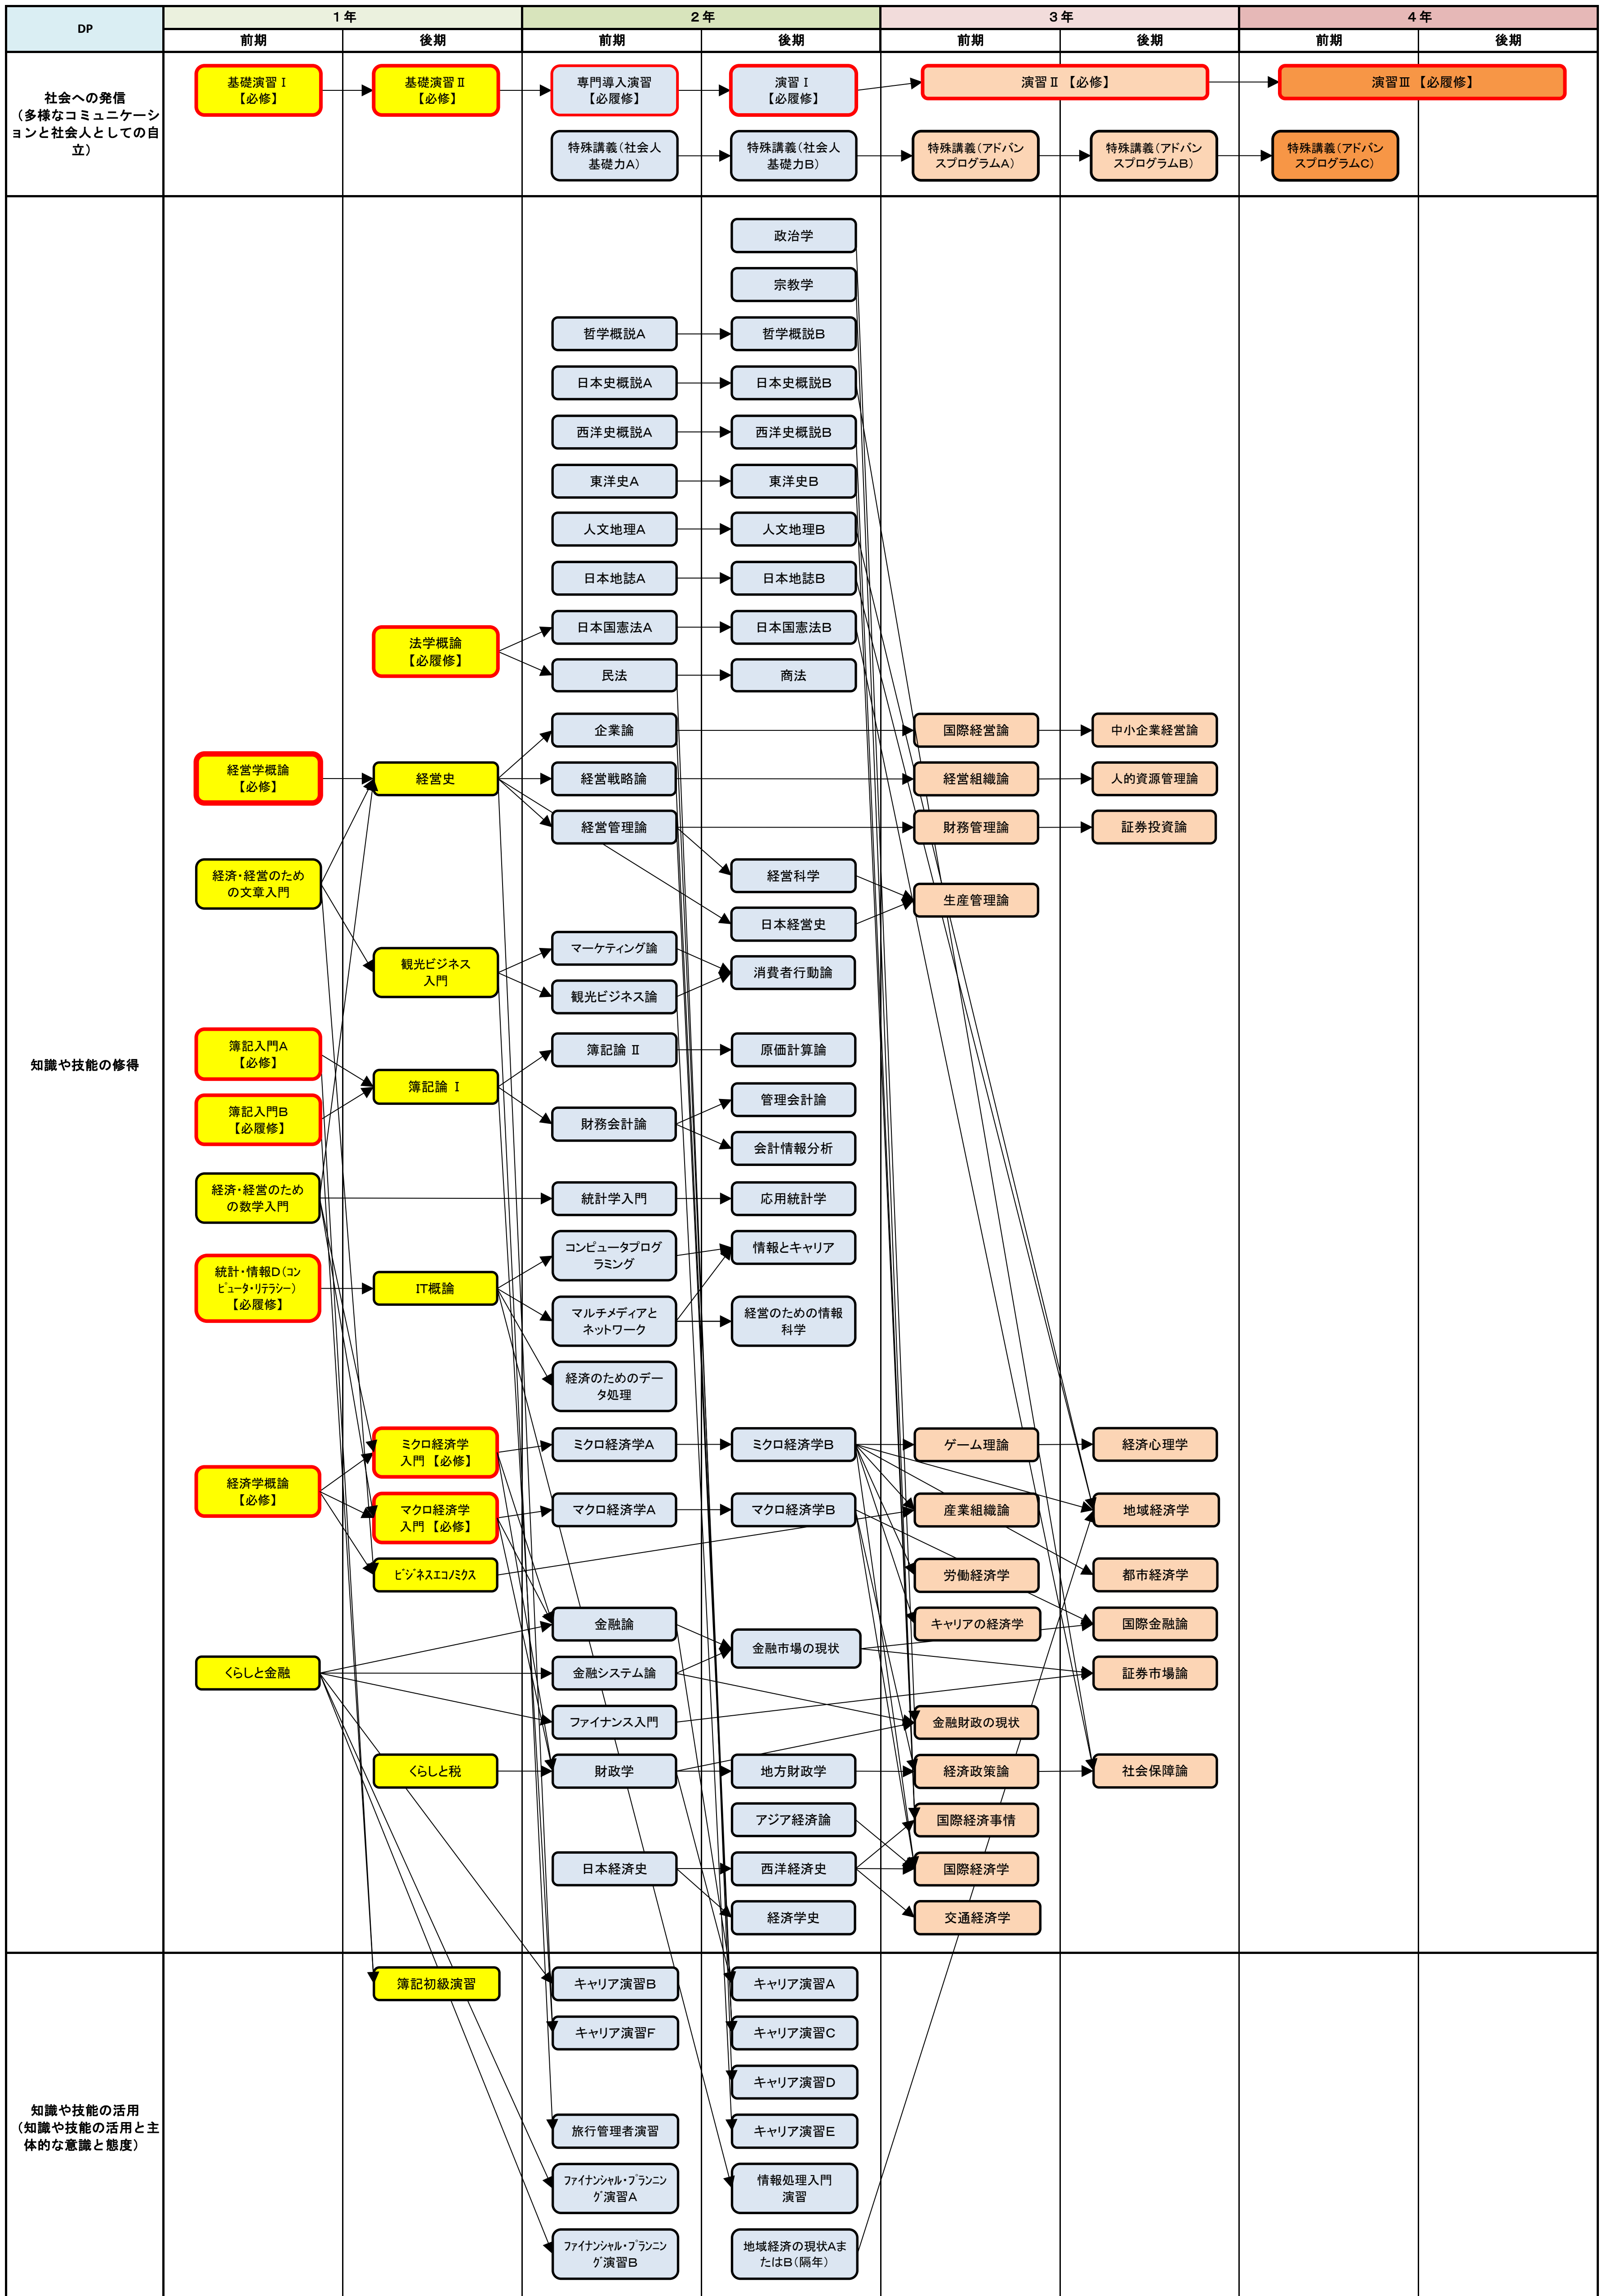 DP
1年
2年
3年
4年
前期
後期
前期
後期
前期
後期
前期
後期
社会への発信
(多様なコミュニケーシ
ョンと社会人としての自
立)
基礎演習Ⅰ
【必修】
基礎演習Ⅱ
【必修】
専門導入演習
【必履修】
演習Ⅰ
【必履修】
演習Ⅱ【必修】
演習Ⅲ【必履修】
特殊講義(社会人
基礎力A)
特殊講義(社会人
基礎力B)
特殊講義(アドバン
スプログラムA)
特殊講義(アドバン
スプログラムB)
特殊講義(アドバン
スプログラムC)
知識や技能の修得
政治学
宗教学
哲学概説A
哲学概説B
日本史概説A
日本史概説B
西洋史概説A
西洋史概説B
東洋史A
東洋史B
人文地理A
人文地理B
日本地誌A
日本地誌B
法学概論
【必履修】
日本国憲法A
日本国憲法B
民法
商法
企業論
国際経営論
中小企業経営論
経営学概論
【必修】
経営史
経営戦略論
経営組織論
人的資源管理論
経営管理論
財務管理論
証券投資論
経済・経営のため
の文章入門
経営科学
生産管理論
日本経営史
観光ビジネス
入門
マーケティング論
消費者行動論
観光ビジネス論
簿記入門A
【必修】
簿記論 Ⅰ
簿記論 Ⅱ
原価計算論
簿記入門B
【必履修】
財務会計論
管理会計論
会計情報分析
経済・経営のため
の数学入門
統計学入門
応用統計学
統計・情報D(コン
ピュータ・リテラシー)
【必履修】
IT概論
コンピュータプログ
ラミング
情報とキャリア
マルチメディアと
ネットワーク
経営のための情報
科学
経済のためのデー
タ処理
経済学概論
【必修】
ミクロ経済学
入門【必修】
ミクロ経済学A
ミクロ経済学B
ゲーム理論
経済心理学
マクロ経済学
入門【必修】
マクロ経済学A
マクロ経済学B
産業組織論
地域経済学
ビジネスエコノミクス
労働経済学
都市経済学
金融論
金融市場の現状
キャリアの経済学
国際金融論
くらしと金融
金融システム論
証券市場論
ファイナンス入門
金融財政の現状
くらしと税
財政学
地方財政学
経済政策論
社会保障論
アジア経済論
国際経済事情
日本経済史
西洋経済史
国際経済学
経済学史
交通経済学
知識や技能の活用
(知識や技能の活用と主
体的な意識と態度)
簿記初級演習
キャリア演習B
キャリア演習A
キャリア演習F
キャリア演習C
キャリア演習D
旅行管理者演習
キャリア演習E
ファイナンシャル・プランニン
グ演習A
情報処理入門
演習
ファイナンシャル・プランニン
グ演習B
地域経済の現状Aま
たはB(隔年)